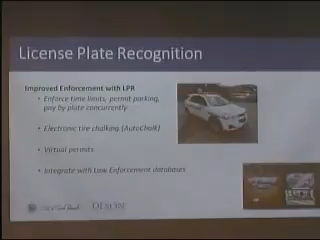 License Plate Recognition
Improved Enforcement with LPR
• Enforce time limits, permit parking,
pay by plate concurrently
• Electronic tire chalking (AutoChalk)
• Virtual permits
• Integrate with Law Enforcement databases
DIXON